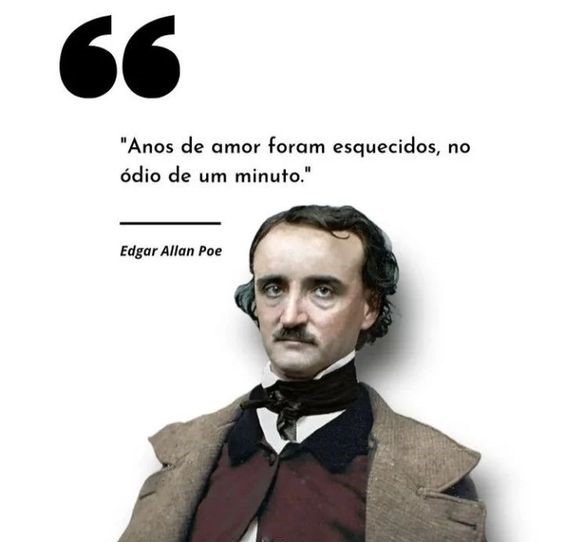 "Anos de amor foram esquecidos, no
ódio de um minuto."
Edgar Allan Poe